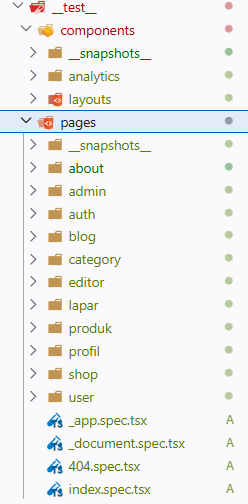 __test__
components
__snapshots__
analytics
layouts
pages
__snapshots__
about
admin
auth
blog
category
editor
lapar
produk
profil
shop
user
_app.spec.tsx A
_document.spec.tsx A
404.spec.tsx A
index.spec.tsx A